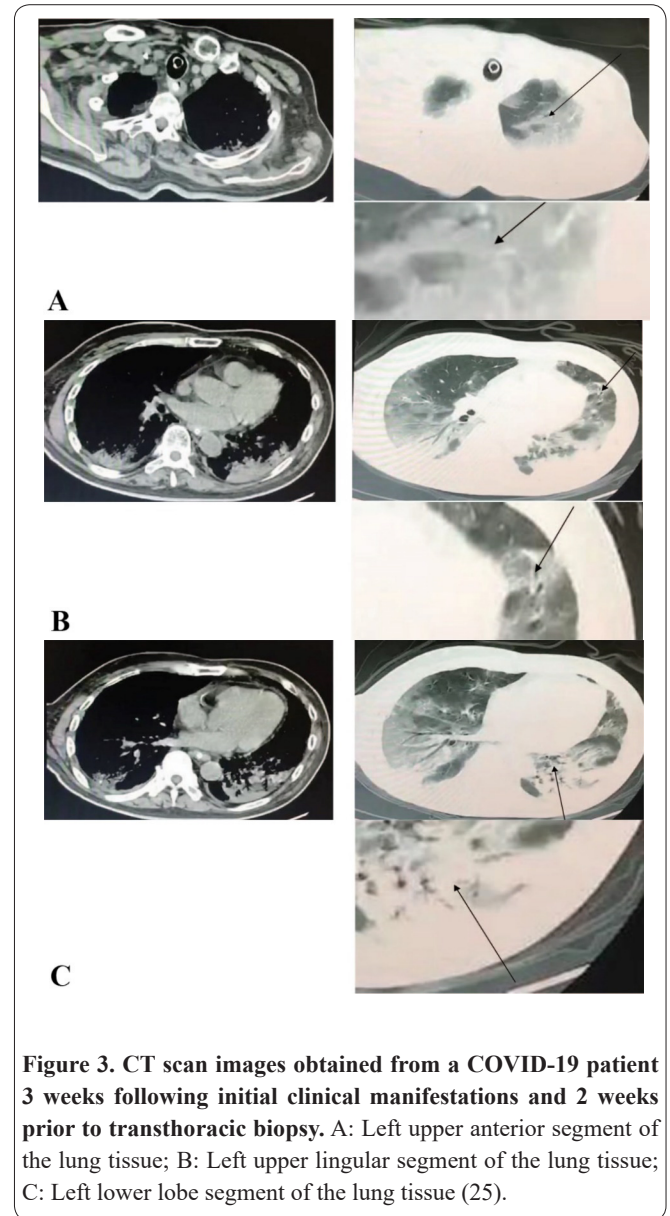 A
B
C
Figure 3. CT scan images obtained from a COVID-19 patient
3 weeks following initial clinical manifestations and 2 weeks
prior to transthoracic biopsy. A: Left upper anterior segment of
the lung tissue; B: Left upper lingular segment of the lung tissue;
C: Left lower lobe segment of the lung tissue (25).